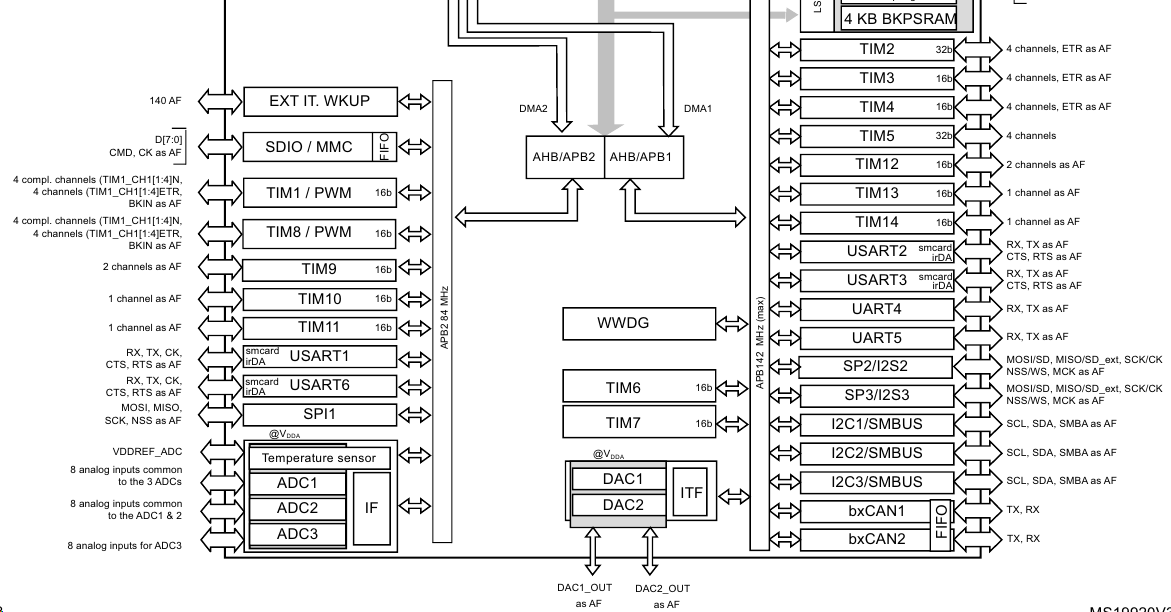 LS
4 KB BKPSRAM
TIM2 32b
4 channels, ETR as AF
TIM3 16b
4 channels, ETR as AF
TIM4 16b
4 channels, ETR as AF
TIM5 32b
4 channels
TIM12 16b
2 channels as AF
TIM13 16b
1 channel as AF
TIM14 16b
1 channel as AF
USART2 smcard
irDA
RX, TX as AF
CTS, RTS as AF
USART3 smcard
irDA
RX, TX as AF
CTS, RTS as AF
UART4
RX, TX as AF
UART5
RX, TX as AF
SP2/I2S2
MOSI/SD, MISO/SD_ext, SCK/CK
NSS/WS, MCK as AF
SP3/I2S3
MOSI/SD, MISO/SD_ext, SCK/CK
NSS/WS, MCK as AF
I2C1/SMBUS
SCL, SDA, SMBA as AF
I2C2/SMBUS
SCL, SDA, SMBA as AF
I2C3/SMBUS
SCL, SDA, SMBA as AF
bxCAN1
TX, RX
bxCAN2
TX, RX
FIFO
140 AF
EXT IT. WKUP
D[7:0]
CMD, CK as AF
SDIO / MMC
FIFO
4 compl. channels (TIM1_CH1[1:4]N,
4 channels (TIM1_CH1[1:4]ETR,
BKIN as AF
TIM1 / PWM 16b
4 compl. channels (TIM1_CH1[1:4]N,
4 channels (TIM1_CH1[1:4]ETR,
BKIN as AF
TIM8 / PWM 16b
2 channels as AF
TIM9 16b
1 channel as AF
TIM10 16b
1 channel as AF
TIM11 16b
RX, TX, CK,
CTS, RTS as AF
smcard
irDA
USART1
RX, TX, CK,
CTS, RTS as AF
smcard
irDA
USART6
MOSI, MISO,
SCK, NSS as AF
SPI1
@VDDA
VDDREF_ADC
Temperature sensor
8 analog inputs common
to the 3 ADCs
ADC1
8 analog inputs common
to the ADC1 & 2
ADC2
IF
8 analog inputs for ADC3
ADC3
APB2 84 MHz
DMA2
DMA1
AHB/APB2
AHB/APB1
APB142 MHz (max)
WWDG
TIM6 16b
TIM7 16b
@VDDA
DAC1
DAC2
ITF
DAC1_OUT
as AF
DAC2_OUT
as AF